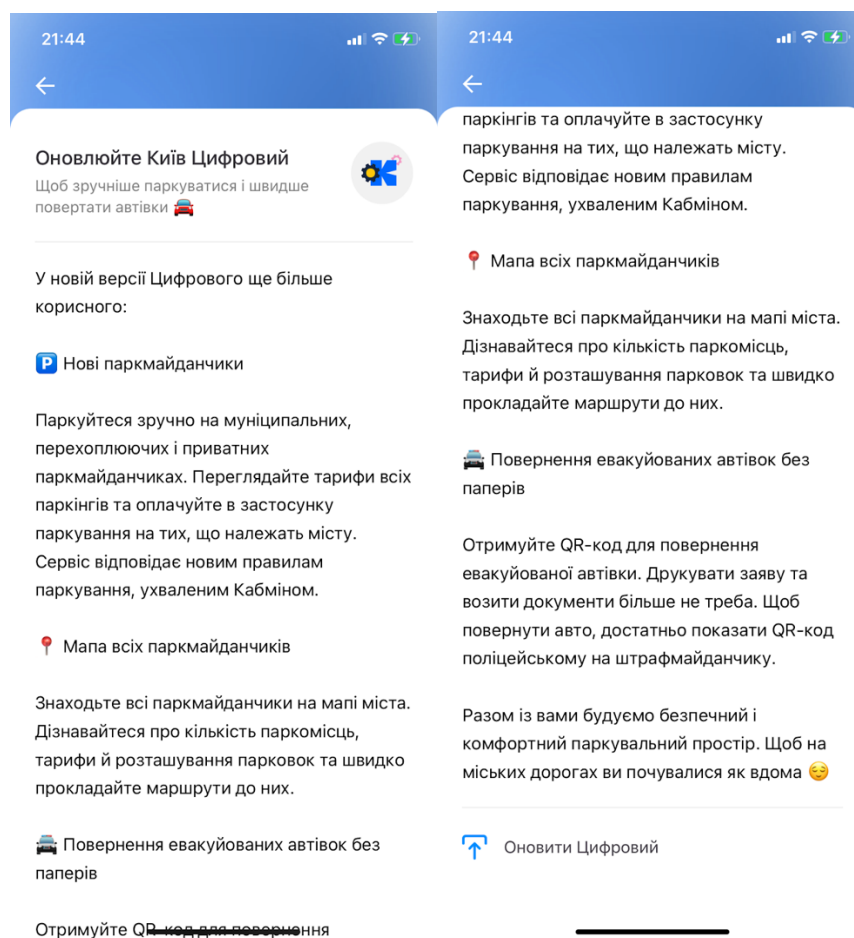 21:44
Оновлюйте Київ Цифровий
Щоб зручніше паркуватися і швидше
повертати автівки 🚘
У новій версії Цифрового ще більше
корисного:
🅿️ Нові паркмайданчики
Паркуйтеся зручно на муніципальних,
перехоплюючих і приватних
паркмайданчиках. Переглядайте тарифи всіх
паркінгів та оплачуйте в застосунку
паркування на тих, що належать місту.
Сервіс відповідає новим правилам
паркування, ухваленим Кабміном.
📍 Мапа всіх паркмайданчиків
Знаходьте всі паркмайданчики на мапі міста.
Дізнавайтеся про кількість паркомісць,
тарифи й розташування парковок та швидко
прокладайте маршрути до них.
🚔 Повернення евакуйованих автівок без
паперів
Отримуйте QR-код для повернення
21:44
паркінгів та оплачуйте в застосунку
паркування на тих, що належать місту.
Сервіс відповідає новим правилам
паркування, ухваленим Кабміном.
📍 Мапа всіх паркмайданчиків
Знаходьте всі паркмайданчики на мапі міста.
Дізнавайтеся про кількість паркомісць,
тарифи й розташування парковок та швидко
прокладайте маршрути до них.
🚔 Повернення евакуйованих автівок без
паперів
Отримуйте QR-код для повернення
евакуйованої автівки. Друкувати заяву та
возити документи більше не треба. Щоб
повернути авто, достатньо показати QR-код
поліцейському на штрафмайданчику.
Разом із вами будуємо безпечний і
комфортний паркувальний простір. Щоб на
міських дорогах ви почувалися як вдома 😌
Оновити Цифровий